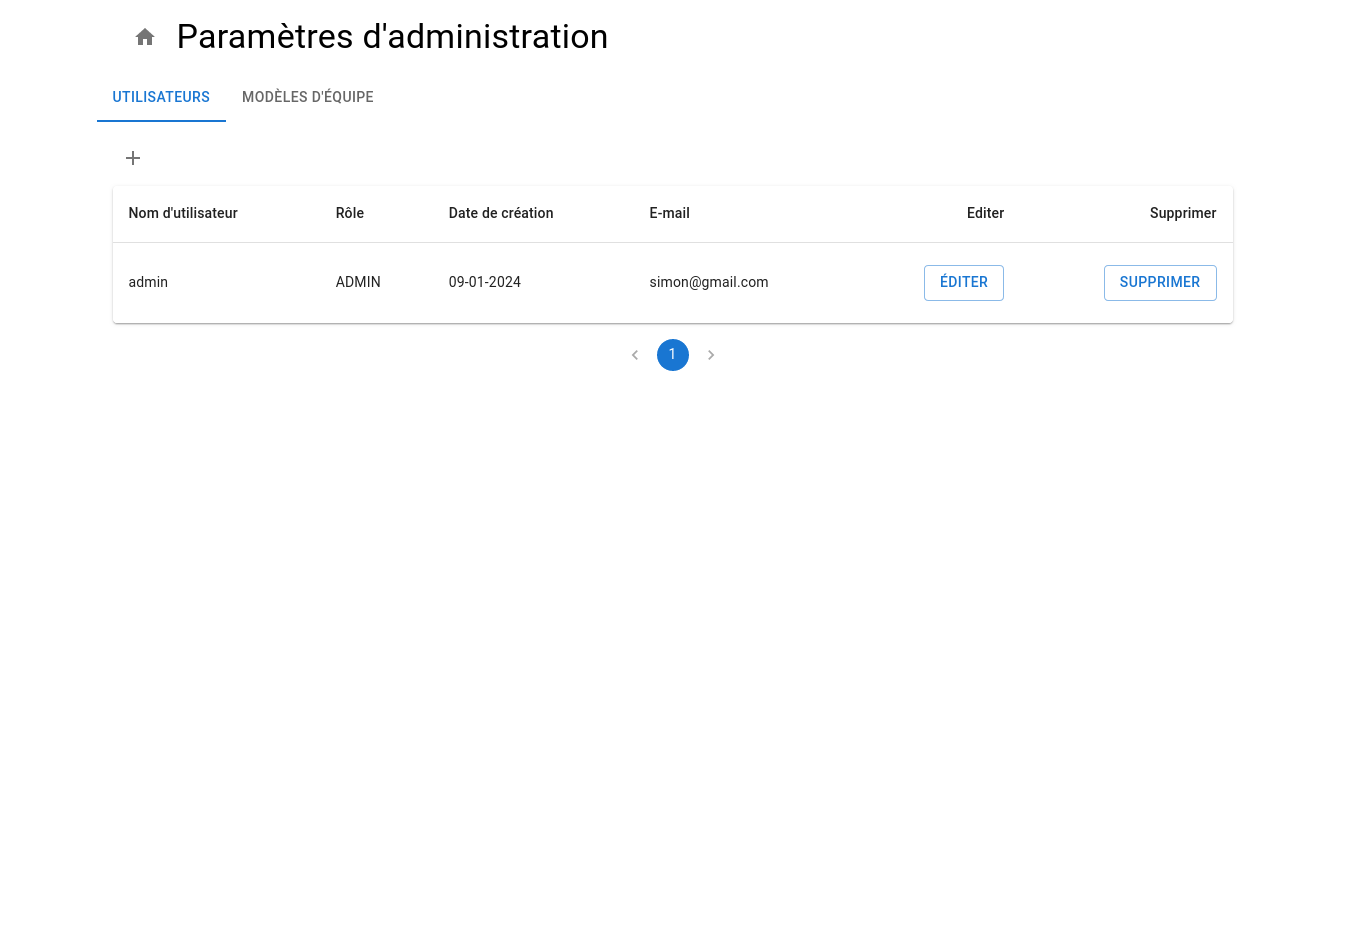 Paramètres d'administration
UTILISATEURS MODÈLES D'ÉQUIPE
Nom d'utilisateur Rôle Date de création E-mail Editer Supprimer
admin ADMIN 09-01-2024 simon@gmail.com ÉDITER SUPPRIMER
1